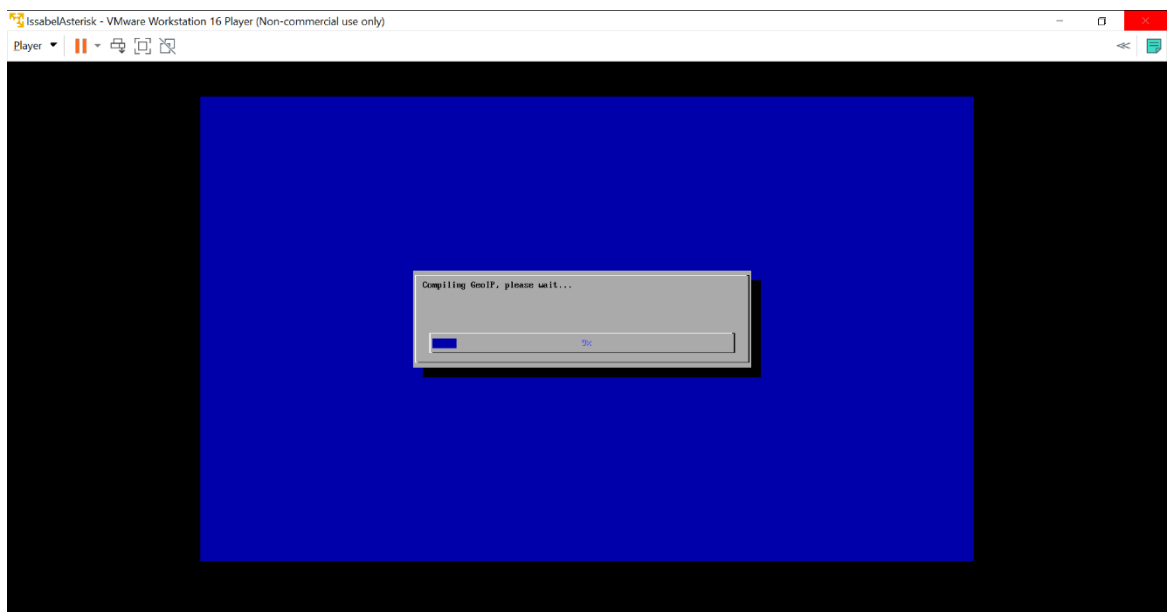 IssabelAsterisk - VMware Workstation 16 Player (Non-commercial use only)
Player
Compiling GeoIP, please wait...
9%